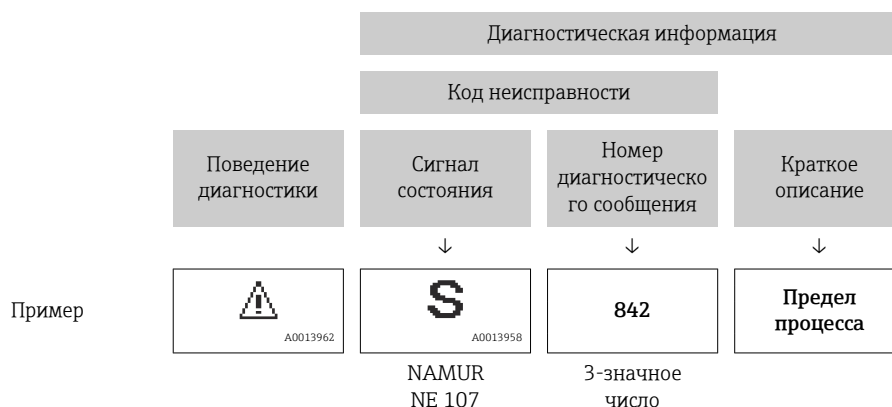 Диагностическая информация
Код неисправности
Поведение
диагностики
Сигнал
состояния
Номер
диагностическо
го сообщения
Краткое
описание
↓ ↓ ↓
Пример
A0013962
S
A0013958
842
Предел
процесса
NAMUR
NE 107
3-значное
число